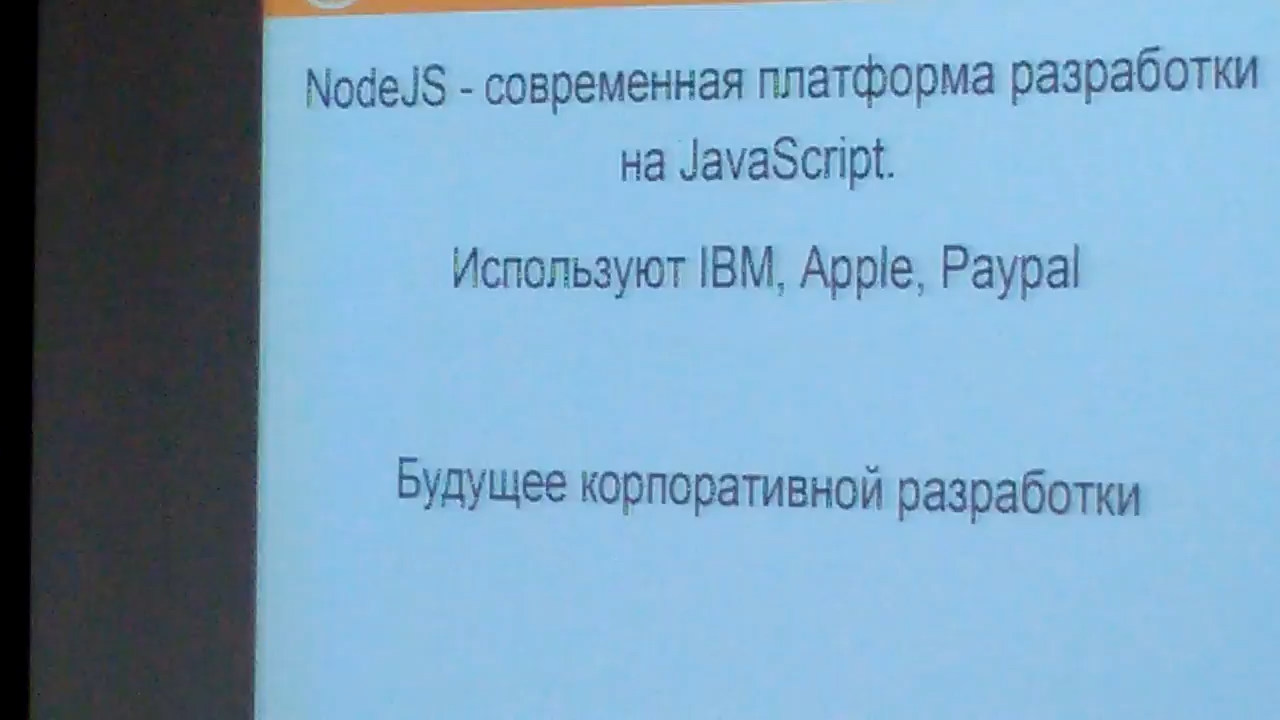 NodeJS - современная платформа разработки
на JavaScript.
Используют IBM, Apple, Paypal
Будущее корпоративной разработки